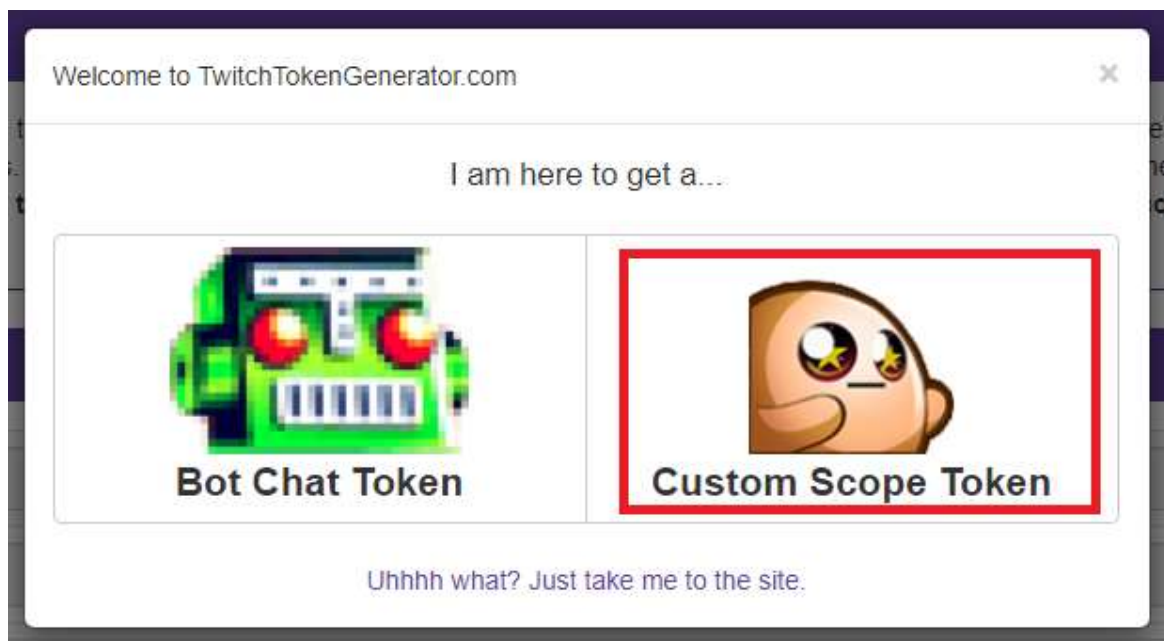 Welcome to TwitchTokenGenerator.com
×
I am here to get a...
Bot Chat Token
Custom Scope Token
Uhhhh what? Just take me to the site.